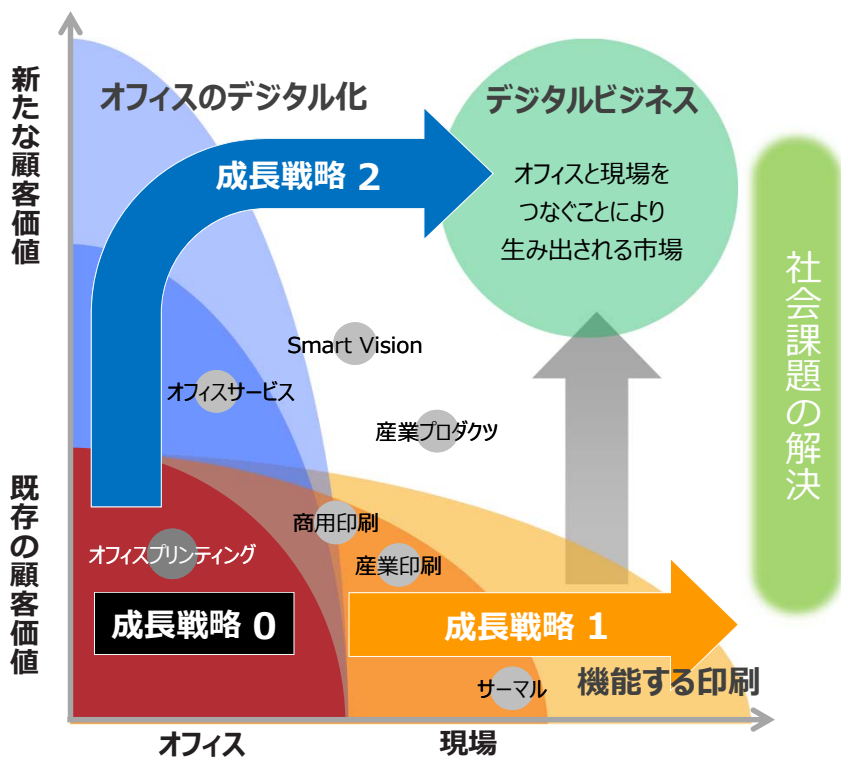 新たな顧客価値
既存の顧客価値
オフィスのデジタル化
デジタルビジネス
成長戦略 2
オフィスと現場を
つなぐことにより
生み出される市場
社会課題の解決
Smart Vision
オフィスサービス
産業プロダクツ
商用印刷
オフィスプリンティング
産業印刷
成長戦略 0
成長戦略 1
サーマル
機能する印刷
オフィス
現場